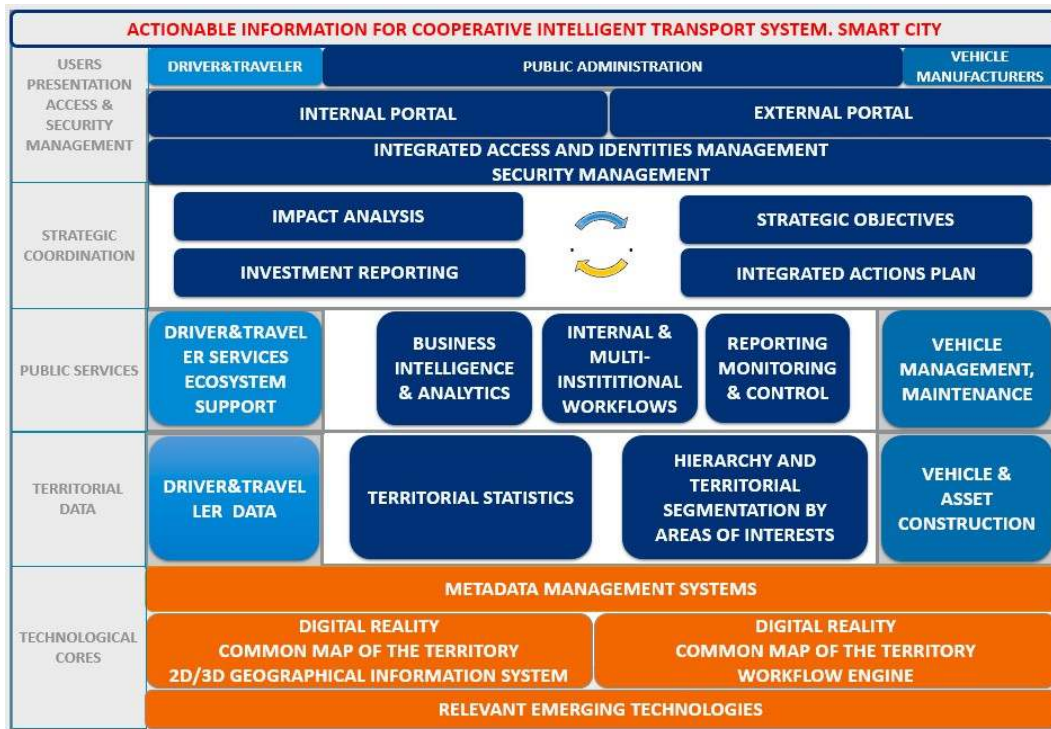 ACTIONABLE INFORMATION FOR COOPERATIVE INTELLIGENT TRANSPORT SYSTEM. SMART CITY
USERS
PRESENTATION
ACCESS &
SECURITY
MANAGEMENT
DRIVER&TRAVELER
PUBLIC ADMINISTRATION
VEHICLE
MANUFACTURERS
INTERNAL PORTAL
EXTERNAL PORTAL
INTEGRATED ACCESS AND IDENTITIES MANAGEMENT
SECURITY MANAGEMENT
STRATEGIC
COORDINATION
IMPACT ANALYSIS
STRATEGIC OBJECTIVES
INVESTMENT REPORTING
INTEGRATED ACTIONS PLAN
PUBLIC SERVICES
DRIVER&TRAVEL
ER SERVICES
ECOSYSTEM
SUPPORT
BUSINESS
INTELLIGENCE
& ANALYTICS
INTERNAL &
MULTI-
INSTITITIONAL
WORKFLOWS
REPORTING
MONITORING
& CONTROL
VEHICLE
MANAGEMENT,
MAINTENANCE
TERRITORIAL
DATA
DRIVER&TRAVEL
LER DATA
TERRITORIAL STATISTICS
HIERARCHY AND
TERRITORIAL
SEGMENTATION BY
AREAS OF INTERESTS
VEHICLE &
ASSET
CONSTRUCTION
TECHNOLOGICAL
CORES
METADATA MANAGEMENT SYSTEMS
DIGITAL REALITY
COMMON MAP OF THE TERRITORY
2D/3D GEOGRAPHICAL INFORMATION SYSTEM
DIGITAL REALITY
COMMON MAP OF THE TERRITORY
WORKFLOW ENGINE
RELEVANT EMERGING TECHNOLOGIES